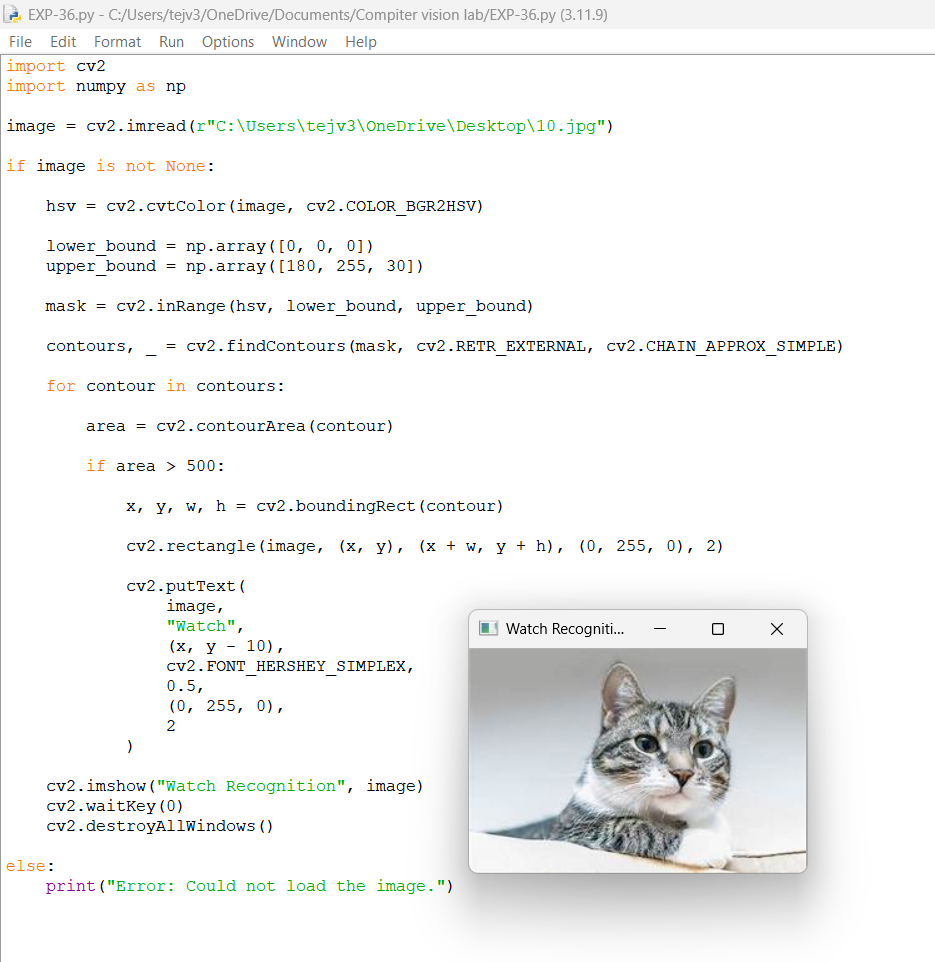 EXP-36.py - C:/Users/tejv3/OneDrive/Documents/Compiter vision lab/EXP-36.py (3.11.9)
File Edit Format Run Options Window Help
import cv2
import numpy as np

image = cv2.imread(r"C:\Users\tejv3\OneDrive\Desktop\10.jpg")

if image is not None:

    hsv = cv2.cvtColor(image, cv2.COLOR_BGR2HSV)

    lower_bound = np.array([0, 0, 0])
    upper_bound = np.array([180, 255, 30])

    mask = cv2.inRange(hsv, lower_bound, upper_bound)

    contours, _ = cv2.findContours(mask, cv2.RETR_EXTERNAL, cv2.CHAIN_APPROX_SIMPLE)

    for contour in contours:

        area = cv2.contourArea(contour)

        if area > 500:

            x, y, w, h = cv2.boundingRect(contour)

            cv2.rectangle(image, (x, y), (x + w, y + h), (0, 255, 0), 2)

            cv2.putText(
                image,
                "Watch",
                (x, y - 10),
                cv2.FONT_HERSHEY_SIMPLEX,
                0.5,
                (0, 255, 0),
                2
            )

    cv2.imshow("Watch Recognition", image)
    cv2.waitKey(0)
    cv2.destroyAllWindows()

else:
    print("Error: Could not load the image.")
Watch Recogniti...